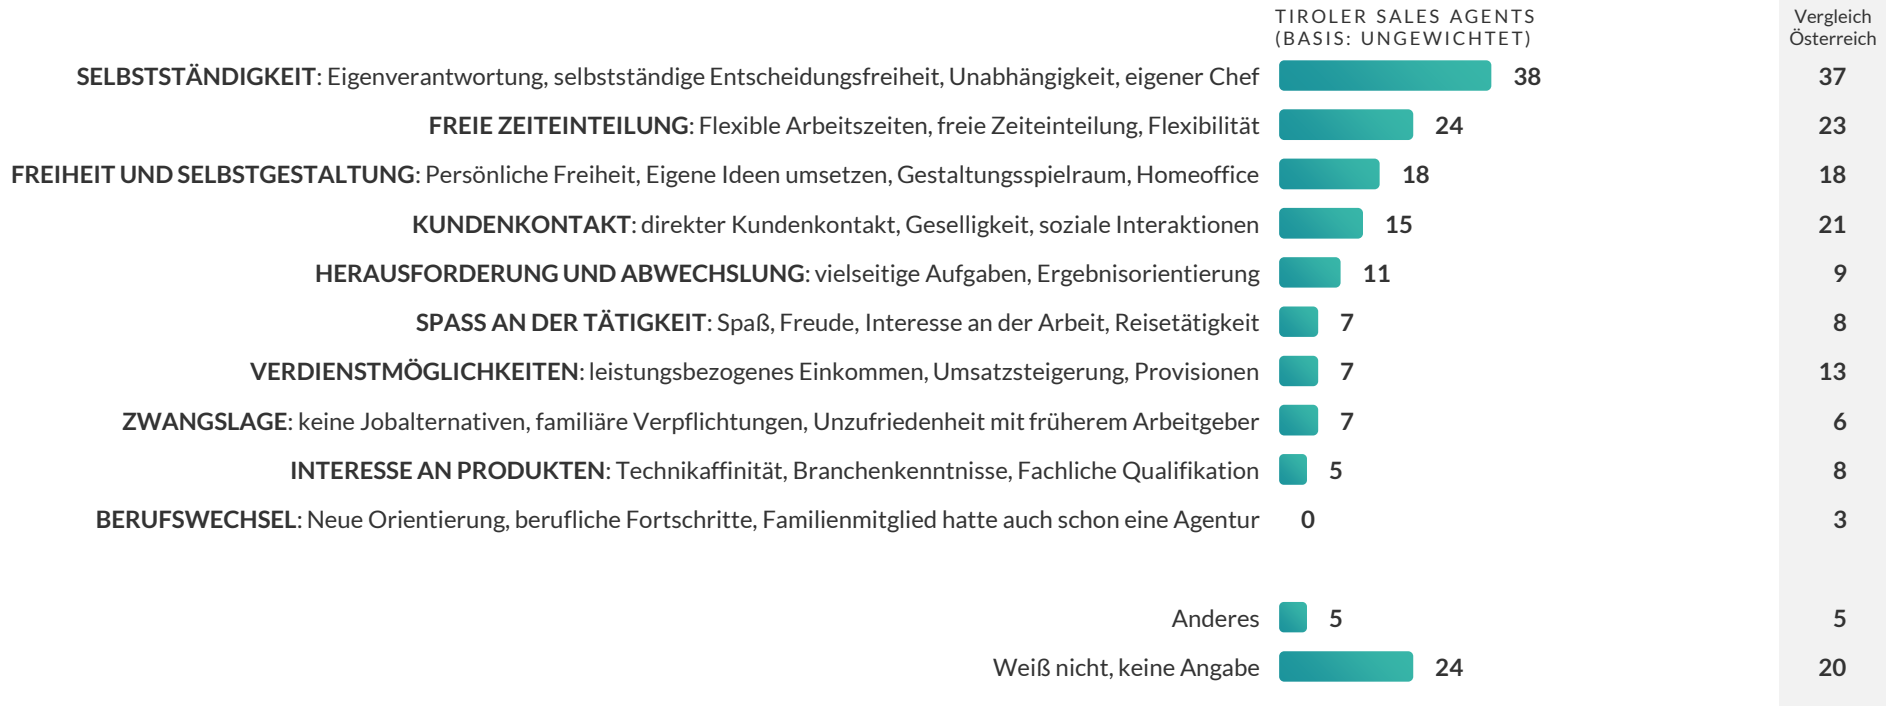 TIROLER SALES AGENTS
(BASIS: UNGEWICHTET)
Vergleich
Österreich
SELBSTSTÄNDIGKEIT: Eigenverantwortung, selbstständige Entscheidungsfreiheit, Unabhängigkeit, eigener Chef 38 37
FREIE ZEITEINTEILUNG: Flexible Arbeitszeiten, freie Zeiteinteilung, Flexibilität 24 23
FREIHEIT UND SELBSTGESTALTUNG: Persönliche Freiheit, Eigene Ideen umsetzen, Gestaltungsspielraum, Homeoffice 18 18
KUNDENKONTAKT: direkter Kundenkontakt, Geselligkeit, soziale Interaktionen 15 21
HERAUSFORDERUNG UND ABWECHSLUNG: vielseitige Aufgaben, Ergebnisorientierung 11 9
SPASS AN DER TÄTIGKEIT: Spaß, Freude, Interesse an der Arbeit, Reisetätigkeit 7 8
VERDIENSTMÖGLICHKEITEN: leistungsbezogenes Einkommen, Umsatzsteigerung, Provisionen 7 13
ZWANGSLAGE: keine Jobalternativen, familiäre Verpflichtungen, Unzufriedenheit mit früherem Arbeitgeber 7 6
INTERESSE AN PRODUKTEN: Technikaffinität, Branchenkenntnisse, Fachliche Qualifikation 5 8
BERUFSWECHSEL: Neue Orientierung, berufliche Fortschritte, Familienmitglied hatte auch schon eine Agentur 0 3
Anderes 5 5
Weiß nicht, keine Angabe 24 20